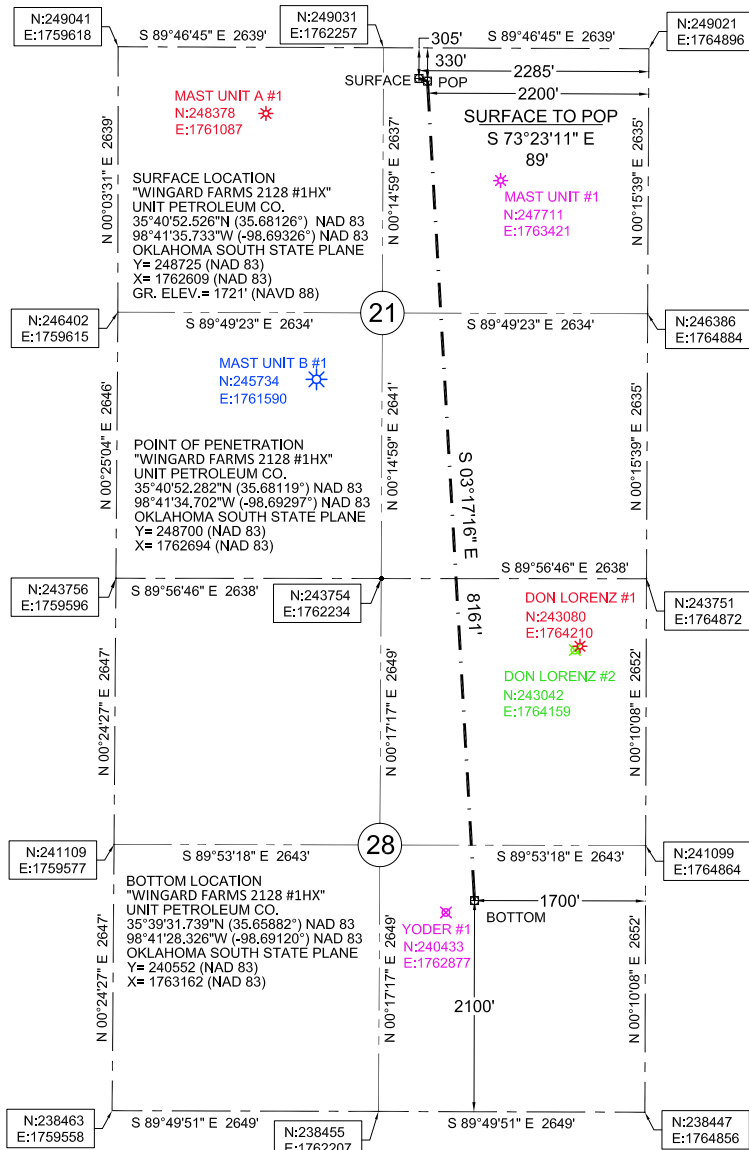 N:249041
E:1759618
S 89°46'45" E 2639'
N:249031
E:1762257
305'
S 89°46'45" E 2639'
N:249021
E:1764896
330'
2285'
SURFACE
POP
2200'
MAST UNIT A #1
N:248378
E:1761087
SURFACE TO POP
S 73°23'11" E
89'
N 00°03'31" E 2639'
N 00°14'59" E 2637'
N 00°15'39" E 2635'
MAST UNIT #1
N:247711
E:1763421
SURFACE LOCATION
"WINGARD FARMS 2128 #1HX"
UNIT PETROLEUM CO.
35°40'52.526"N (35.68126°) NAD 83
98°41'35.733"W (-98.69326°) NAD 83
OKLAHOMA SOUTH STATE PLANE
Y= 248725 (NAD 83)
X= 1762609 (NAD 83)
GR. ELEV.= 1721' (NAVD 88)
N:246402
E:1759615
S 89°49'23" E 2634'
21
S 89°49'23" E 2634'
N:246386
E:1764884
MAST UNIT B #1
N:245734
E:1761590
N 00°25'04" E 2646'
N 00°14'59" E 2641'
N 00°15'39" E 2635'
POINT OF PENETRATION
"WINGARD FARMS 2128 #1HX"
UNIT PETROLEUM CO.
35°40'52.282"N (35.68119°) NAD 83
98°41'34.702"W (-98.69297°) NAD 83
OKLAHOMA SOUTH STATE PLANE
Y= 248700 (NAD 83)
X= 1762694 (NAD 83)
S 03°17'16" E 8161'
N:243756
E:1759596
S 89°56'46" E 2638'
N:243754
E:1762234
S 89°56'46" E 2638'
N:243751
E:1764872
DON LORENZ #1
N:243080
E:1764210
DON LORENZ #2
N:243042
E:1764159
N 00°24'27" E 2647'
N 00°17'17" E 2649'
N 00°10'08" E 2652'
N:241109
E:1759577
S 89°53'18" E 2643'
28
S 89°53'18" E 2643'
N:241099
E:1764864
BOTTOM LOCATION
"WINGARD FARMS 2128 #1HX"
UNIT PETROLEUM CO.
35°39'31.739"N (35.65882°) NAD 83
98°41'28.326"W (-98.69120°) NAD 83
OKLAHOMA SOUTH STATE PLANE
Y= 240552 (NAD 83)
X= 1763162 (NAD 83)
1700'
BOTTOM
YODER #1
N:240433
E:1762877
N 00°24'27" E 2647'
N 00°17'17" E 2649'
N 00°10'08" E 2652'
2100'
N:238463
E:1759558
S 89°49'51" E 2649'
N:238455
E:1762207
S 89°49'51" E 2649'
N:238447
E:1764856